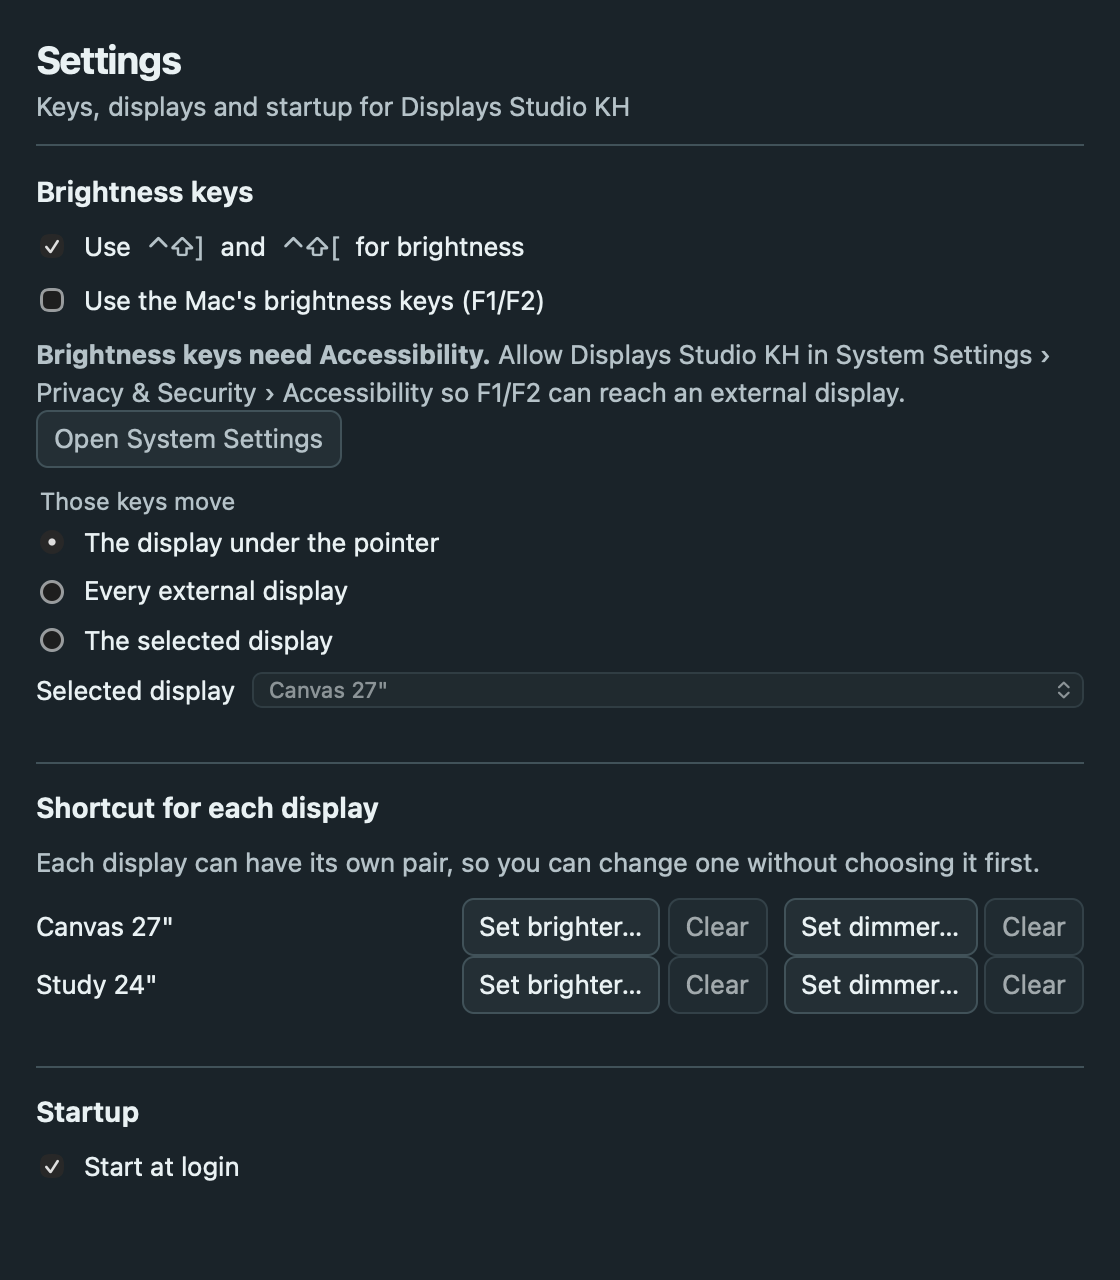 Settings
Keys, displays and startup for Displays Studio KH
Brightness keys
Use ^⇧] and ^⇧[ for brightness
Use the Mac's brightness keys (F1/F2)
Brightness keys need Accessibility. Allow Displays Studio KH in System Settings ›
Privacy & Security › Accessibility so F1/F2 can reach an external display.
Open System Settings
Those keys move
The display under the pointer
Every external display
The selected display
Selected display Canvas 27"
Shortcut for each display
Each display can have its own pair, so you can change one without choosing it first.
Canvas 27" Set brighter... Clear Set dimmer... Clear
Study 24" Set brighter... Clear Set dimmer... Clear
Startup
Start at login